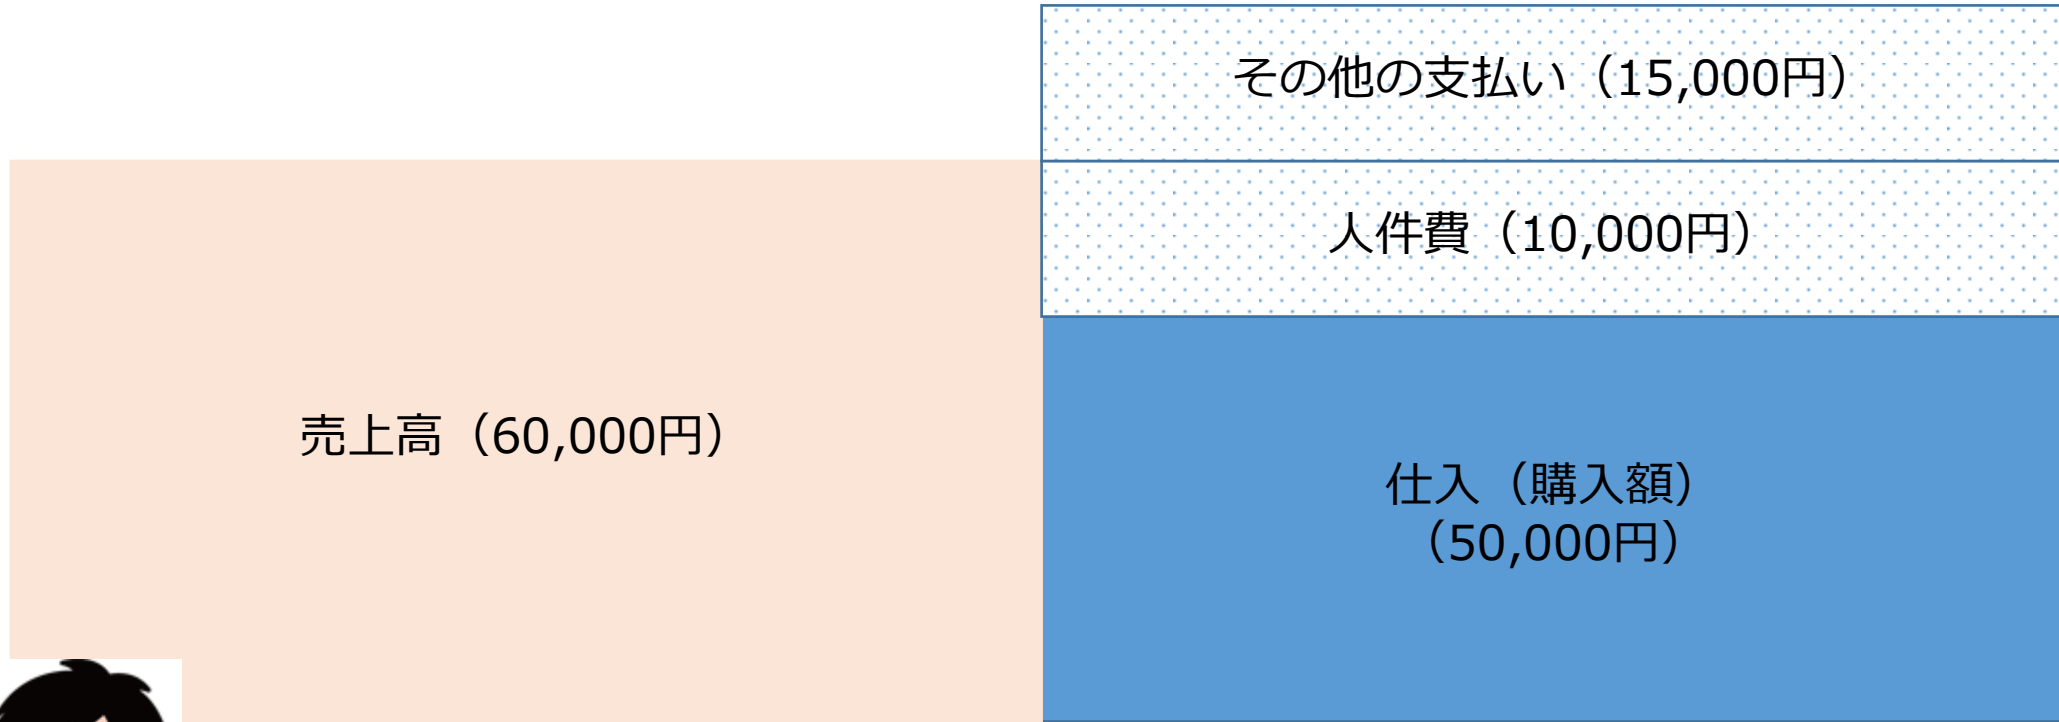 その他の支払い（15,000円）
人件費（10,000円）
売上高（60,000円）
仕入（購入額）
（50,000円）